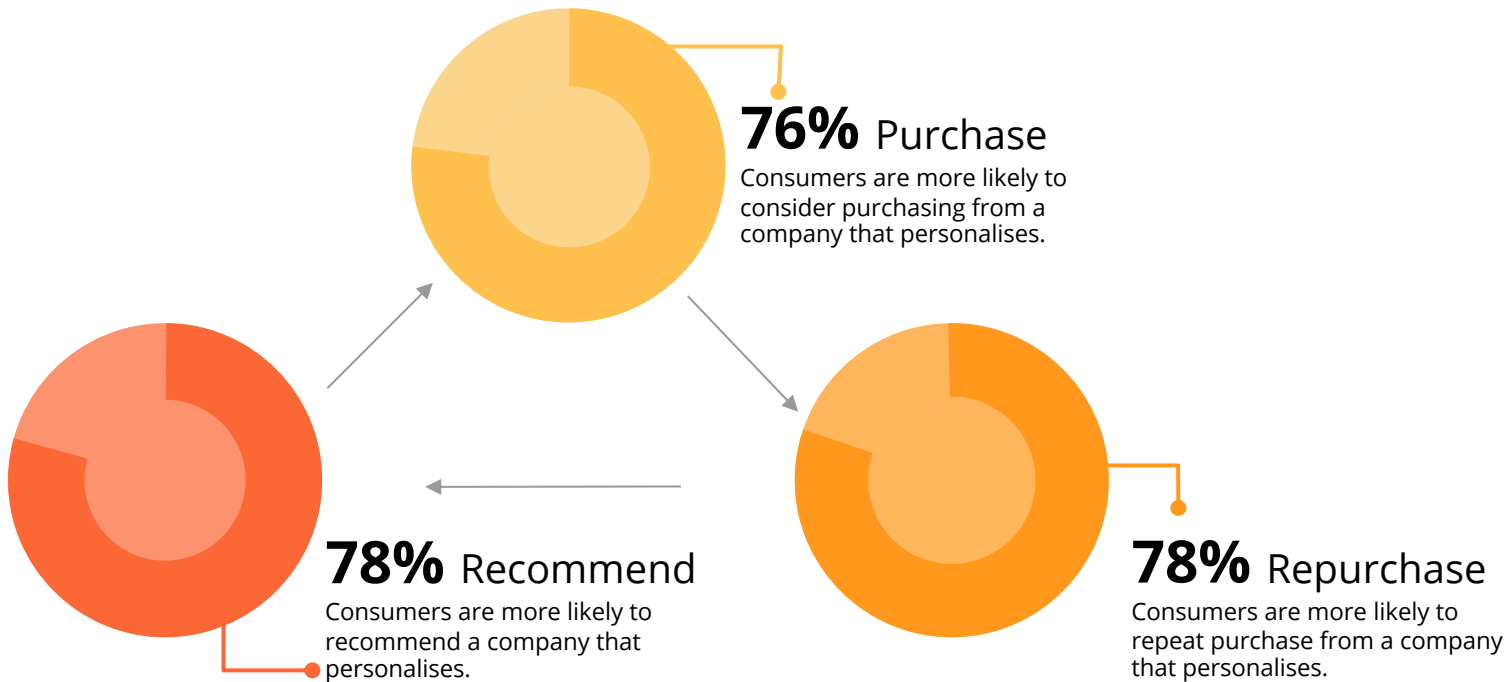 76% Purchase
Consumers are more likely to
consider purchasing from a
company that personalises.
78% Recommend
Consumers are more likely to
recommend a company that
personalises.
78% Repurchase
Consumers are more likely to
repeat purchase from a company
that personalises.